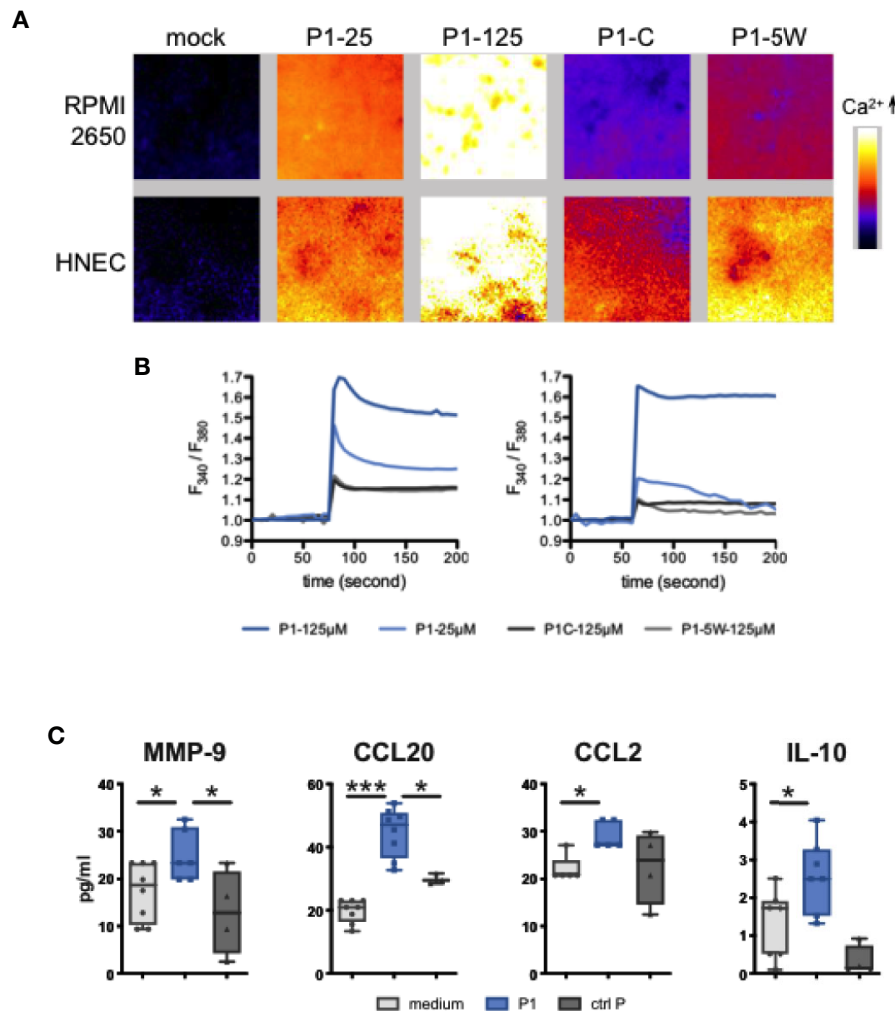 A
mock P1-25 P1-125 P1-C P1-5W
RPMI
2650
HNEC
Ca²⁺
B
1.7
1.6
1.5
1.4
1.3
1.2
1.1
1.0
0.9
F340 / F380
0 50 100 150 200
time (second)
1.7
1.6
1.5
1.4
1.3
1.2
1.1
1.0
0.9
F340 / F380
0 50 100 150 200
time (second)
P1-125µM P1-25µM P1C-125µM P1-5W-125µM
C
MMP-9 CCL20 CCL2 IL-10
pg/ml
40
30
20
10
0
* *
60
40
20
0
*** *
40
30
20
10
0
*
5
4
3
2
1
0
*
medium P1 ctrl P